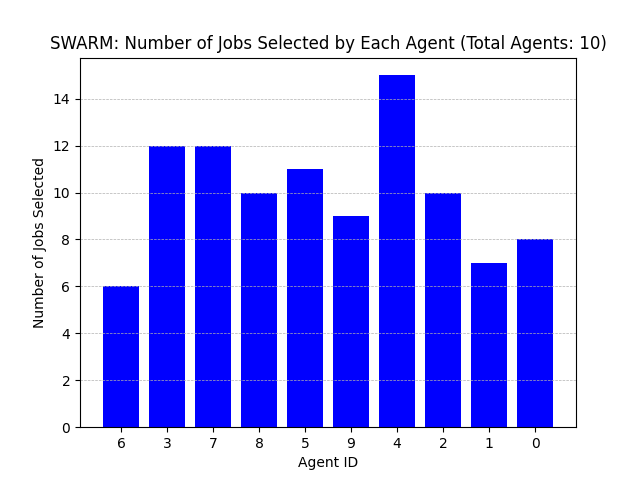 SWARM: Number of Jobs Selected by Each Agent (Total Agents: 10)
Number of Jobs Selected
14
12
10
8
6
4
2
0
6 3 7 8 5 9 4 2 1 0
Agent ID